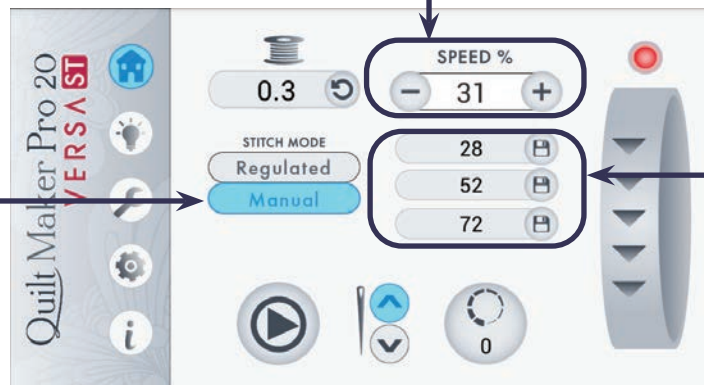 Quilt Maker Pro 20
VERSA ST
0.3
SPEED %
31
STITCH MODE
Regulated
Manual
28
52
72
i
0